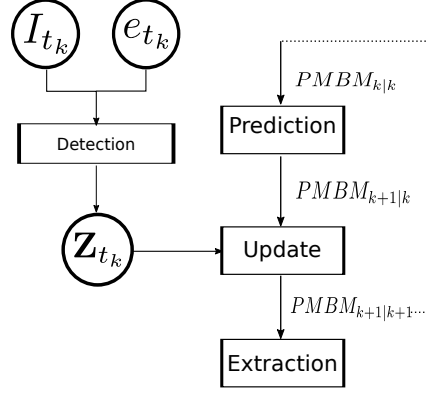 I_{t_k}
e_{t_k}
PMBM_{k|k}
Prediction
Detection
PMBM_{k+1|k}
Z_{t_k}
Update
PMBM_{k+1|k+1}...
Extraction